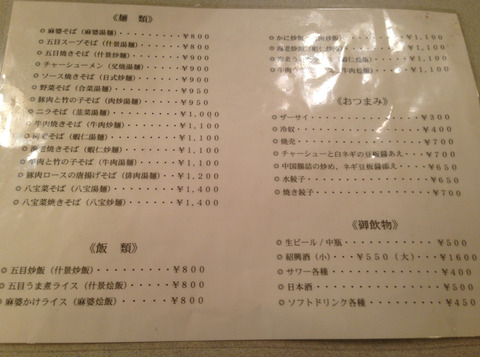 《麺 類》
◎ 麻婆そば（麻婆湯麺）・・・・・・・・・￥８００
◎ 五目スープそば（什景湯麺）・・・・・・￥８００
◎ 五目焼きそば（什景炒麺）・・・・・・・￥９００
◎ チャーシューメン（叉焼湯麺）・・・・・￥９００
◎ ソース焼きそば（日式炒麺）・・・・・・￥９００
◎ 野菜そば（合菜湯麺）・・・・・・・・・￥９５０
◎ 豚肉と竹の子そば（肉炒湯麺）・・・・・￥９５０
◎ ニラそば（韮菜湯麺）・・・・・・・・￥１,１００
◎ 牛肉焼きそば（牛肉炒麺）・・・・・・￥１,１００
そば（蝦仁湯麺）・・・・・・￥１,１００
焼きそば（蝦仁炒麺）・・・・・￥１,１００
◎ 牛肉と竹の子そば（牛肉湯麺）・・・・￥１,１００
◎ 豚肉ロースの唐揚げそば（排肉湯麺）・￥１,２００
◎ 八宝菜そば（八宝湯麺）・・・・・・・￥１,４００
◎ 八宝菜焼きそば（八宝炒麺）・・・・・￥１,４００
《飯 類》
◎ 五目炒飯（什景炒飯）・・・・・・・・・￥８００
◎ 五目うま煮ライス（什景烩飯）・・・・・￥８００
◎ 麻婆かけライス（麻婆烩飯）・・・・・・￥８００
◎ かに炒飯 ￥１,１００
◎ 海老炒飯 ￥１,１００
￥１,１００
◎ 牛肉 ￥１,１００
《おつまみ》
◎ ザーサイ・・・・・・・・・・・・・・￥３００
◎ 冷奴・・・・・・・・・・・・・・・・￥４００
◎ 焼売・・・・・・・・・・・・・・・・￥７００
◎ チャーシューと白ネギの豆板醤あえ・・・￥７００
◎ 中国腸詰の炒め、ネギ豆板醤添え・・・￥６５０
◎ 水餃子・・・・・・・・・・・・・・・￥６５０
◎ 焼き餃子・・・・・・・・・・・・・・￥７００
《御飲物》
◎ 生ビール / 中瓶・・・・・・・・・・・￥５００
◎ 紹興酒（小）・・・￥５５０（大）・・・￥１６００
◎ サワー各種・・・・・・・・・・・・・￥４００
◎ 日本酒・・・・・・・・・・・・・・・￥５００
◎ ソフトドリンク各種・・・・・・・・・￥４５０